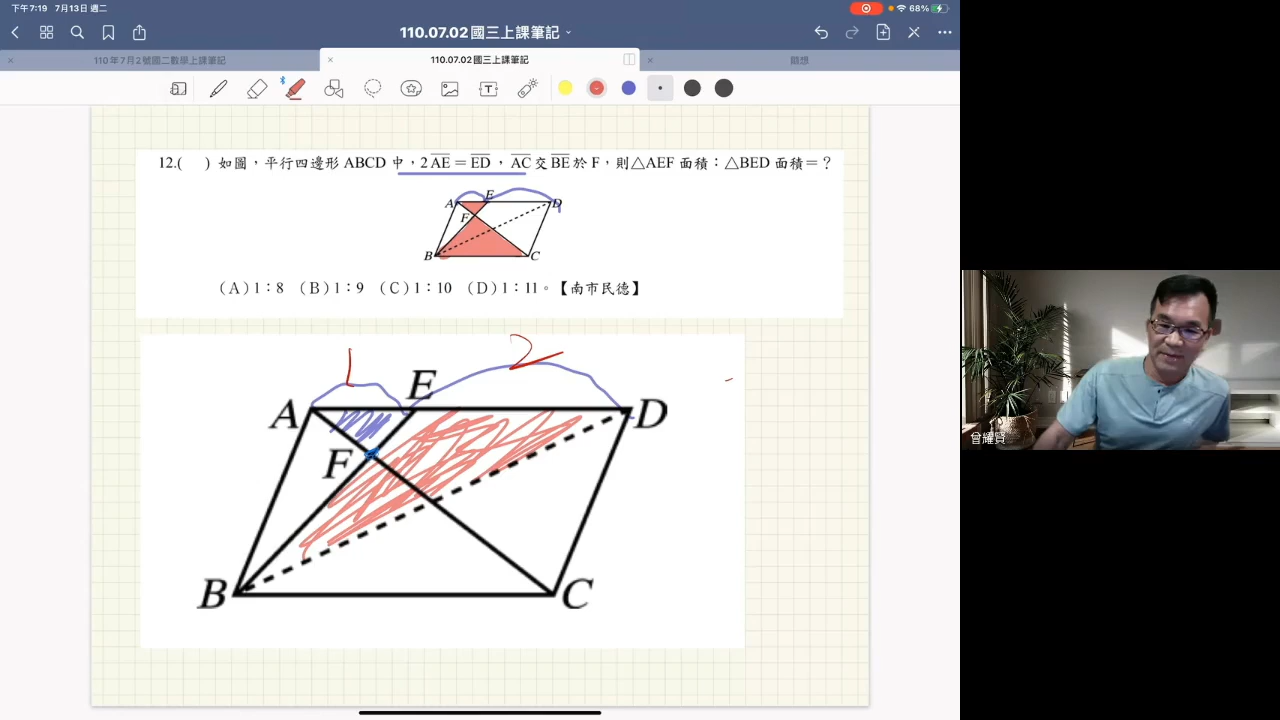 下午7:19 7月13日 週二
68%
110.07.02國三上課筆記
110年7月2號國二數學上課筆記
110.07.02國三上課筆記
12.( ) 如圖，平行四邊形 ABCD 中，2AE＝ED，AC 交 BE 於 F，則△AEF 面積：△BED 面積＝？
A E D
F
B C
（A）1：8 （B）1：9 （C）1：10 （D）1：11。【南市民德】
1 2
A E D
F
B C
曾耀賢